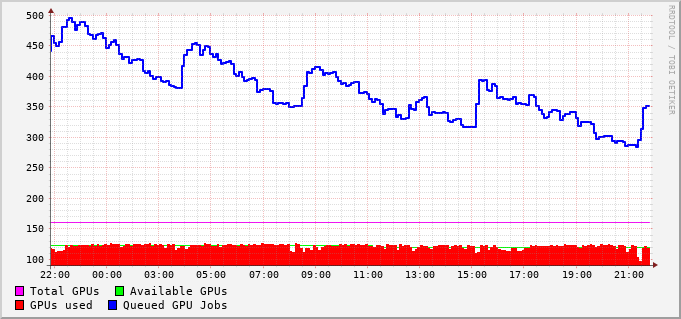 500
450
400
350
300
250
200
150
100
22:00 00:00 03:00 05:00 07:00 09:00 11:00 13:00 15:00 17:00 19:00 21:00
Total GPUs Available GPUs
GPUs used Queued GPU Jobs
RRDTOOL / TOBI OETIKER